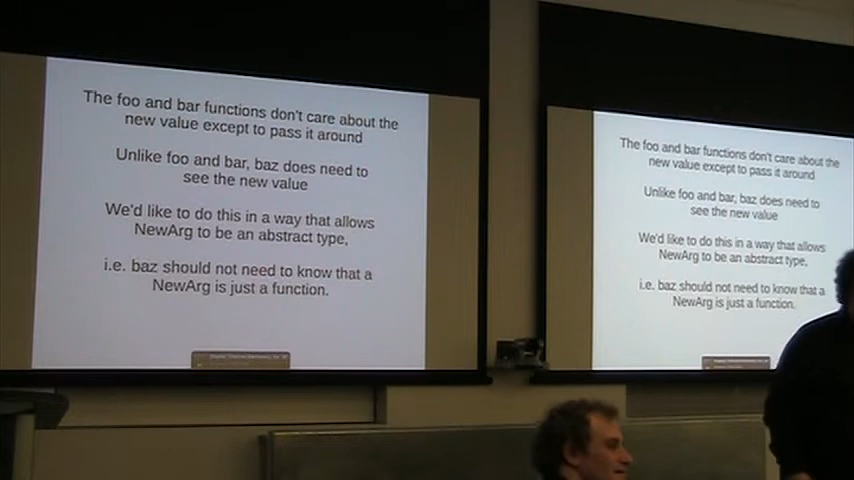 The foo and bar functions don't care about the
new value except to pass it around
Unlike foo and bar, baz does need to
see the new value
We'd like to do this in a way that allows
NewArg to be an abstract type,
i.e. baz should not need to know that a
NewArg is just a function.
The foo and bar functions don't care about the
new value except to pass it around
Unlike foo and bar, baz does need to
see the new value
We'd like to do this in a way that allows
NewArg to be an abstract type,
i.e. baz should not need to know that a
NewArg is just a function.